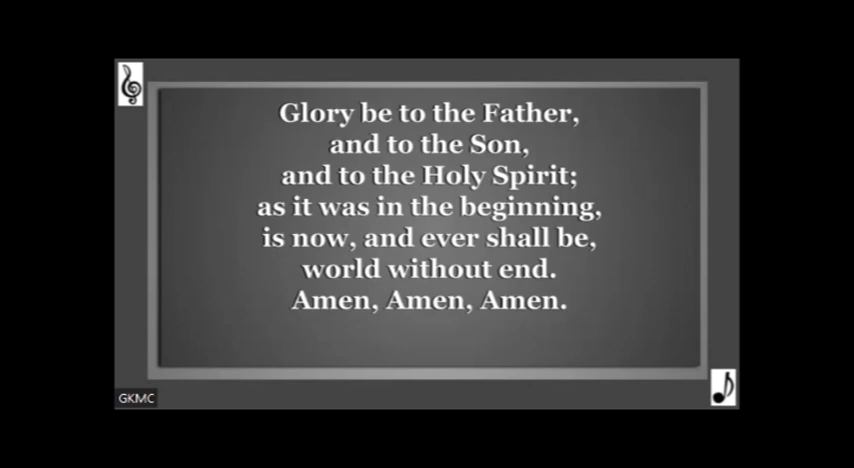 Glory be to the Father,
and to the Son,
and to the Holy Spirit;
as it was in the beginning,
is now, and ever shall be,
world without end.
Amen, Amen, Amen.
GKMC